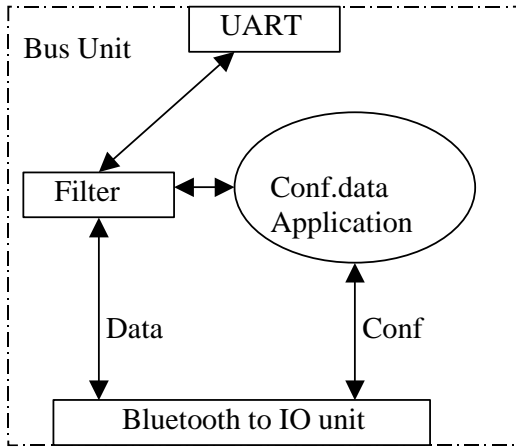 UART
Bus Unit
Filter
Conf.data
Application
Data
Conf
Bluetooth to IO unit